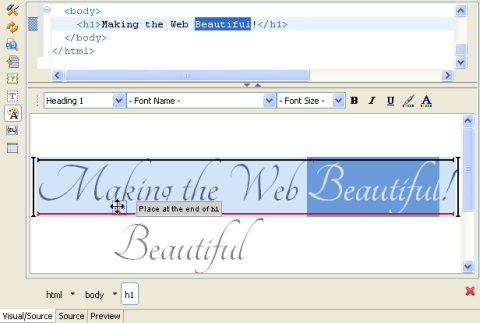 <body>
<h1>Making the Web Beautiful!</h1>
</body>
</html>
Heading 1
- Font Name -
- Font Size -
B I U A
Making the Web Beautiful!
Place at the end of h1
Beautiful
html body h1
Visual/Source Source Preview